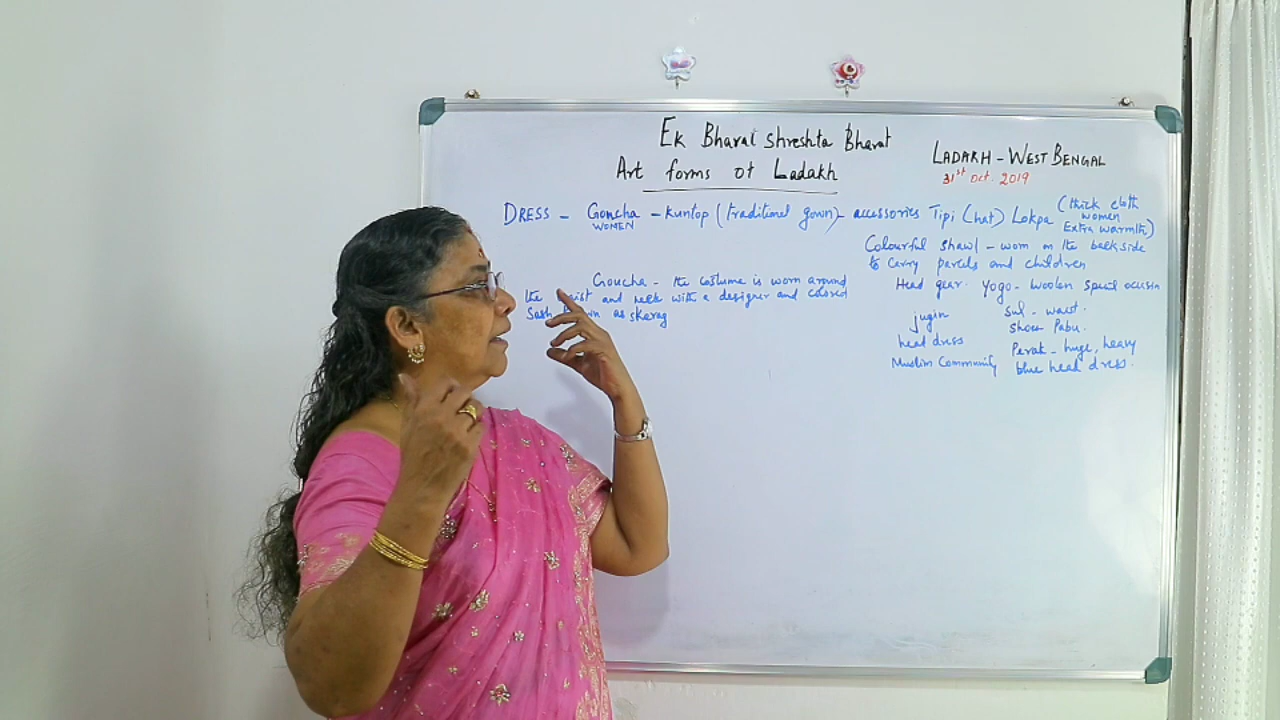 Ek Bharat Shreshta Bharat
Art forms of Ladakh
LADAKH - WEST BENGAL
31st Oct. 2019
DRESS - Goncha - Kuntop (traditional gown) - accessories Tipi (hat) Lokpa (thick cloth
WOMEN
women
Extra warmth)
Colourful Shawl - worn on the backside
to carry parcels and children
Goucha - the costume is worn around
the waist and neck with a designer and colored
Sash known as skerag
Head gear. Yogo - Woolen special occusin
jugin
Sul - waist.
Shoes Pabu.
head dress
Perak - huge, heavy
Muslim Community
blue head dress.